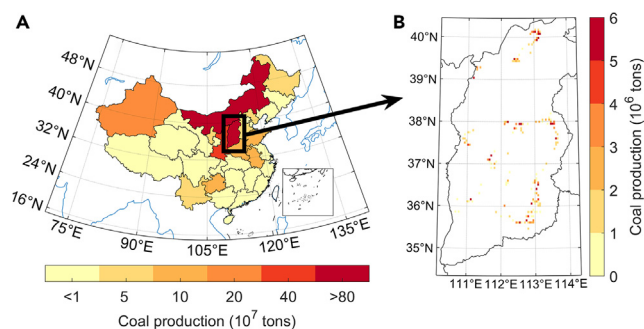 A
48°N
40°N
32°N
24°N
16°N
75°E
90°E
105°E
120°E
135°E
<1
5
10
20
40
>80
Coal production (10⁷ tons)
B
40°N
39°N
38°N
37°N
36°N
35°N
111°E
112°E
113°E
114°E
6
5
4
3
2
1
0
Coal production (10⁶ tons)